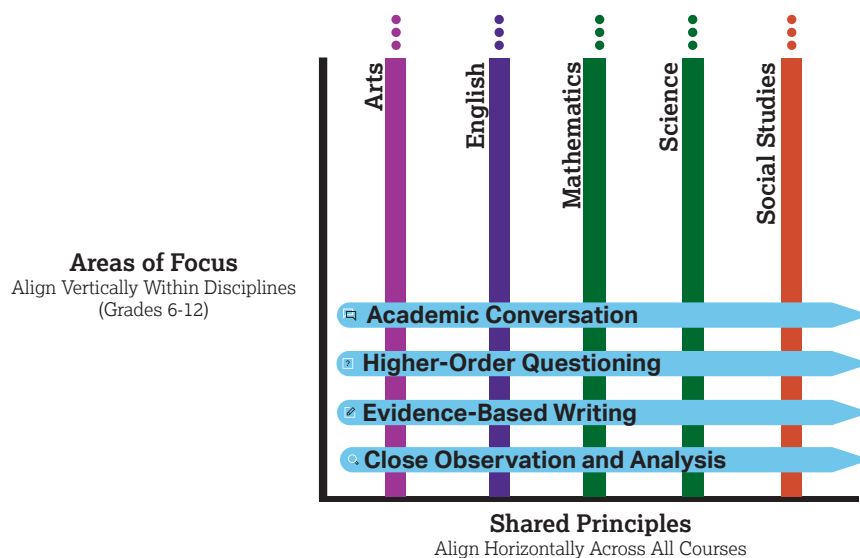 Arts
English
Mathematics
Science
Social Studies
Areas of Focus
Align Vertically Within Disciplines
(Grades 6-12)
Academic Conversation
? Higher-Order Questioning
Evidence-Based Writing
Close Observation and Analysis
Shared Principles
Align Horizontally Across All Courses